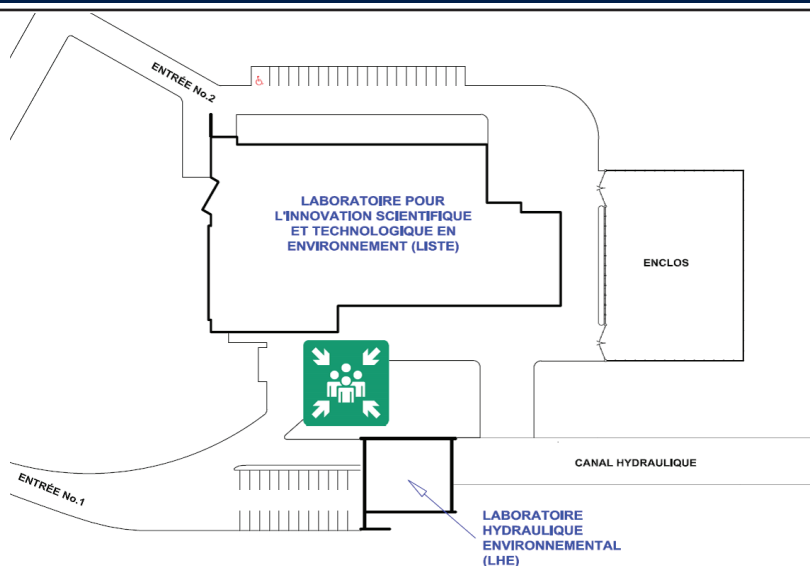 ENTRÉE No.2
LABORATOIRE POUR
L'INNOVATION SCIENTIFIQUE
ET TECHNOLOGIQUE EN
ENVIRONNEMENT (LISTE)
ENCLOS
CANAL HYDRAULIQUE
ENTRÉE No.1
LABORATOIRE
HYDRAULIQUE
ENVIRONNEMENTAL
(LHE)